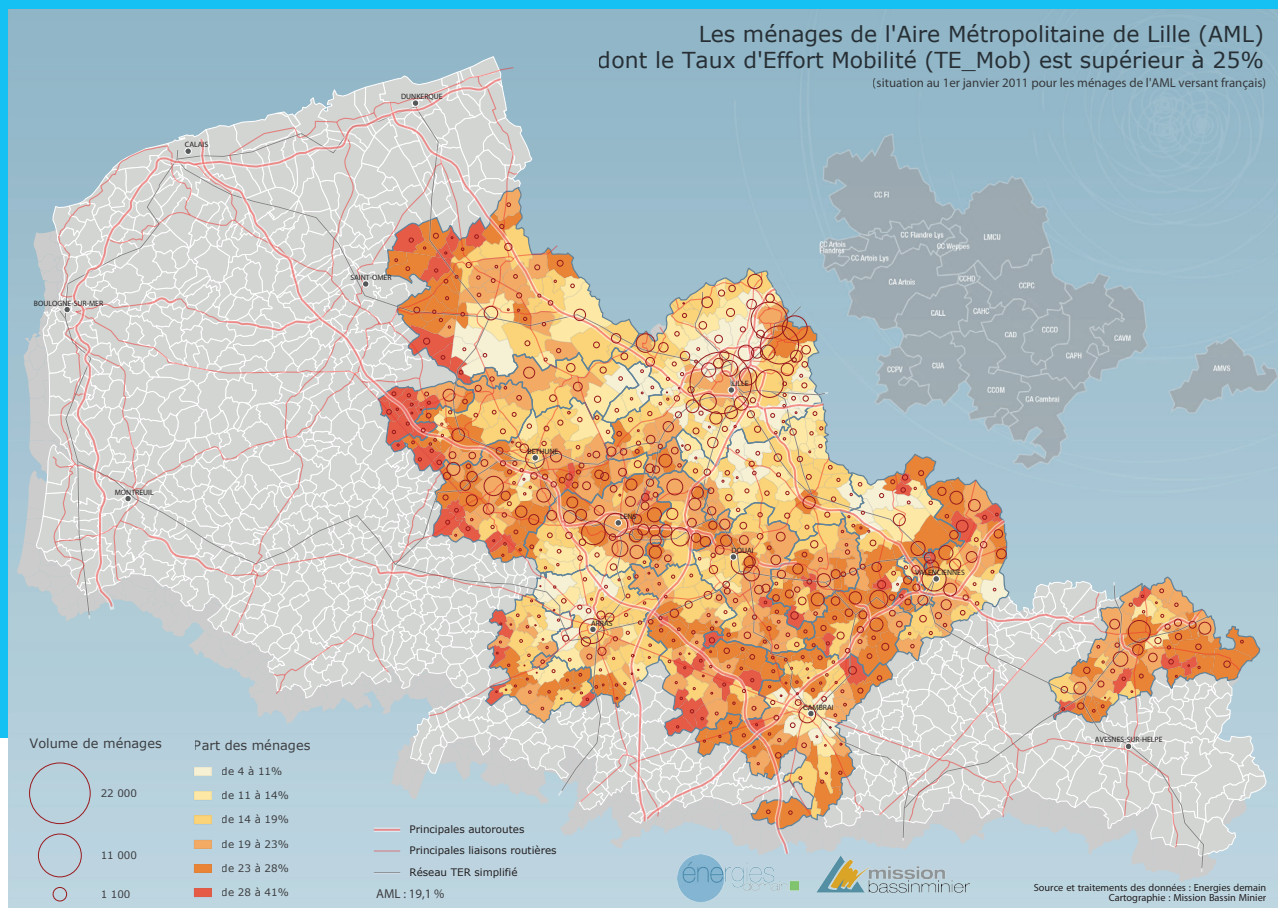 Les ménages de l'Aire Métropolitaine de Lille (AML)
dont le Taux d'Effort Mobilité (TE_Mob) est supérieur à 25%
(situation au 1er janvier 2011 pour les ménages de l'AML versant français)
DUNKERQUE
CALAIS
SAINT-OMER
BOULOGNE-SUR-MER
MONTREUIL
LILLE
BETHUNE
LENS
DOUAI
VALENCIENNES
ARRAS
CAMBRAI
AVESNES-SUR-HELPE
CC FI
CC Flandre Lys
LMCU
CC Weppes
CC Artois
Flandres
CC Artois Lys
CA Artois
CCHD
CCPC
CALL
CAHC
CAD
CCCO
CAVM
CAPH
CCPV
CUA
CCOM
CA Cambrai
AMVS
Volume de ménages
22 000
11 000
1 100
Part des ménages
de 4 à 11%
de 11 à 14%
de 14 à 19%
de 19 à 23%
de 23 à 28%
de 28 à 41%
Principales autoroutes
Principales liaisons routières
Réseau TER simplifié
AML : 19,1 %
énergies
demain
mission
bassinminier
Source et traitements des données : Energies demain
Cartographie : Mission Bassin Minier